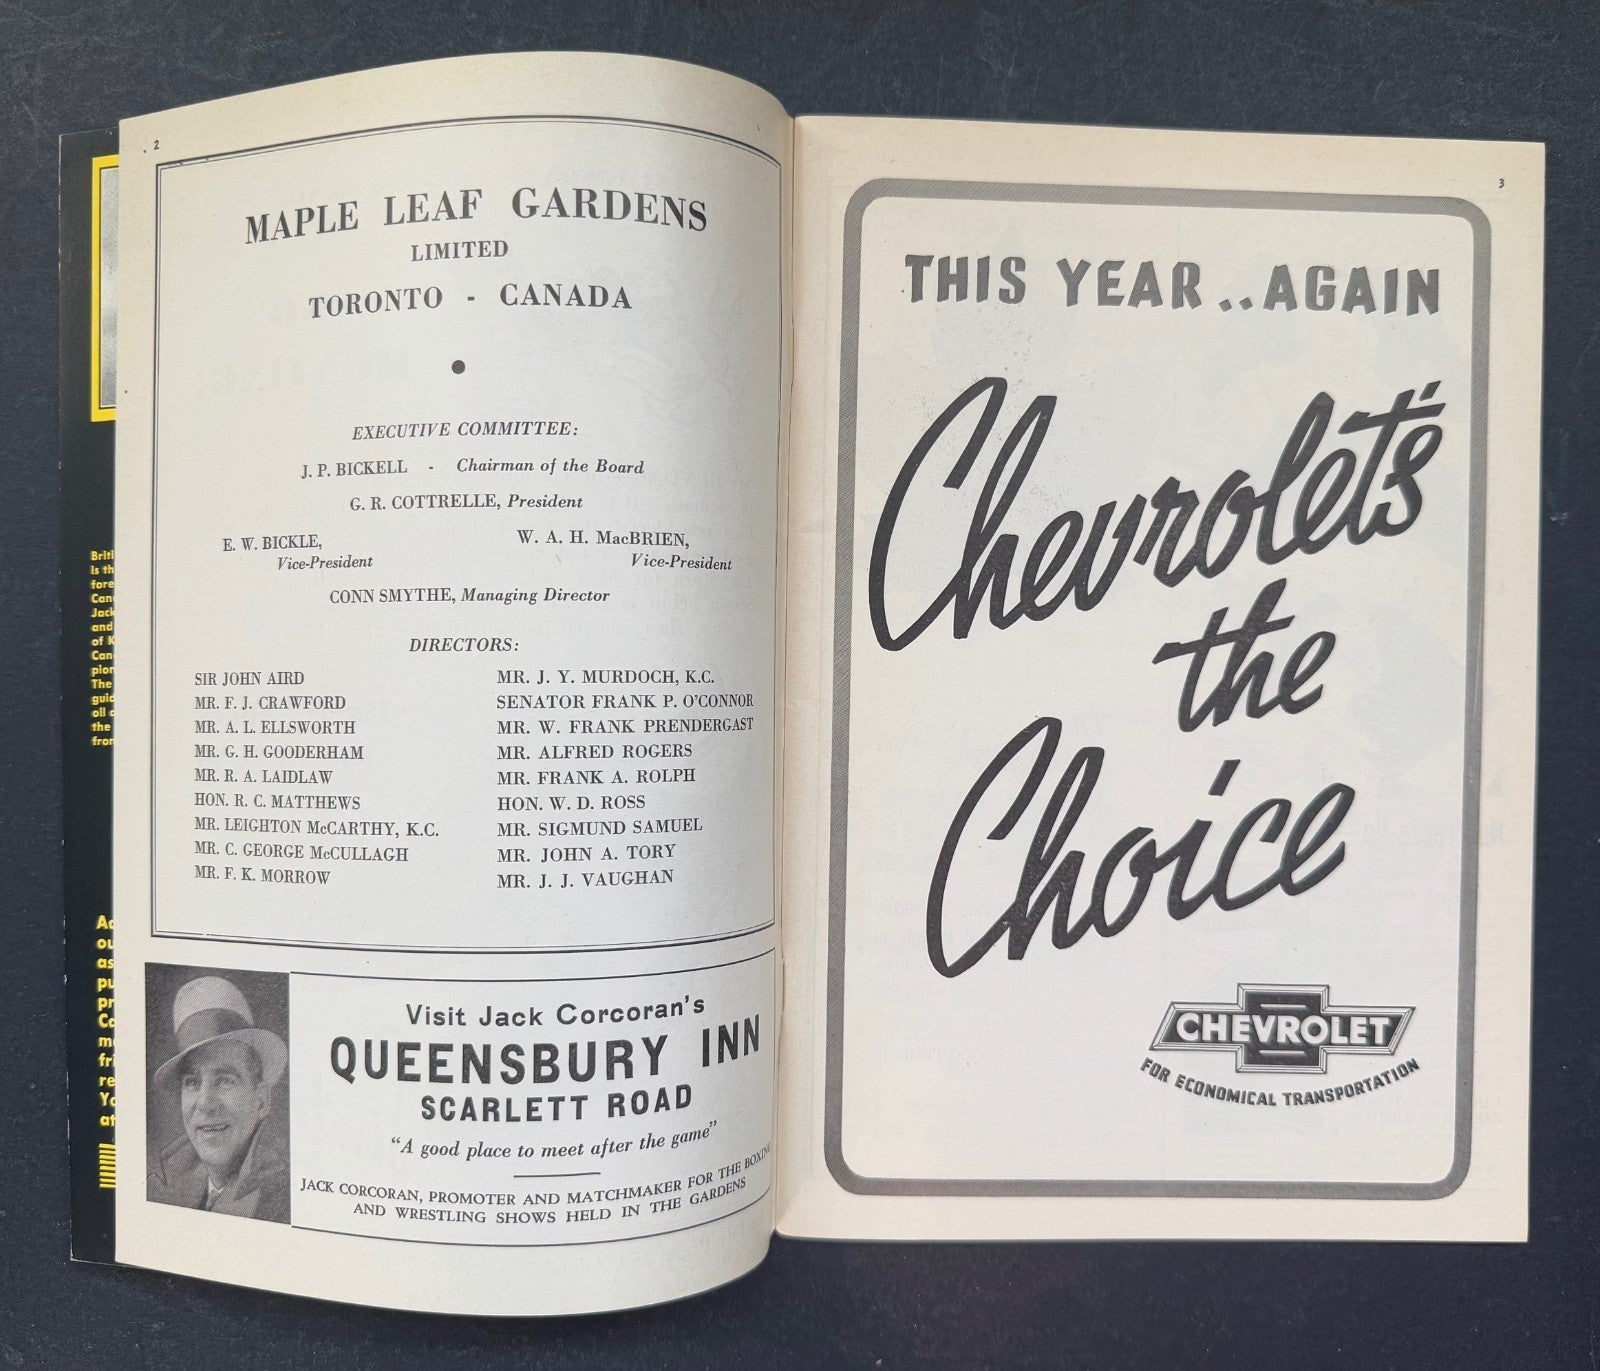 2
MAPLE LEAF GARDENS
LIMITED
TORONTO - CANADA
EXECUTIVE COMMITTEE:
J. P. BICKELL - Chairman of the Board
G. R. COTTRELLE, President
E. W. BICKLE,
Vice-President
W. A. H. MacBRIEN,
Vice-President
CONN SMYTHE, Managing Director
DIRECTORS:
SIR JOHN AIRD
MR. F. J. CRAWFORD
MR. A. L. ELLSWORTH
MR. G. H. GOODERHAM
MR. R. A. LAIDLAW
HON. R. C. MATTHEWS
MR. LEIGHTON McCARTHY, K.C.
MR. C. GEORGE McCULLAGH
MR. F. K. MORROW
MR. J. Y. MURDOCH, K.C.
SENATOR FRANK P. O'CONNOR
MR. W. FRANK PRENDERGAST
MR. ALFRED ROGERS
MR. FRANK A. ROLPH
HON. W. D. ROSS
MR. SIGMUND SAMUEL
MR. JOHN A. TORY
MR. J. J. VAUGHAN
Visit Jack Corcoran's
QUEENSBURY INN
SCARLETT ROAD
"A good place to meet after the game"
JACK CORCORAN, PROMOTER AND MATCHMAKER FOR THE BOXING
AND WRESTLING SHOWS HELD IN THE GARDENS
is
of
The
oil
the
3
THIS YEAR..AGAIN
Chevrolet's
the
Choice
CHEVROLET
FOR ECONOMICAL TRANSPORTATION